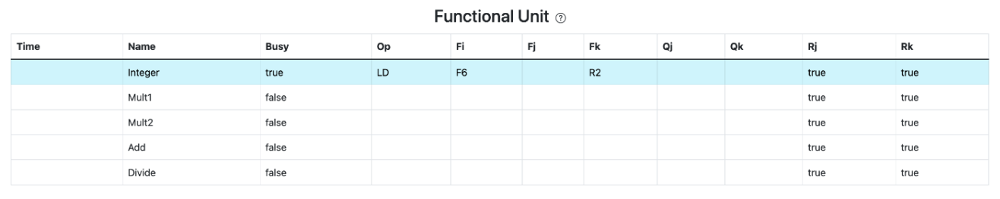 Functional Unit ?
Time Name Busy Op Fi Fj Fk Qj Qk Rj Rk
Integer true LD F6 R2 true true
Mult1 false true true
Mult2 false true true
Add false true true
Divide false true true